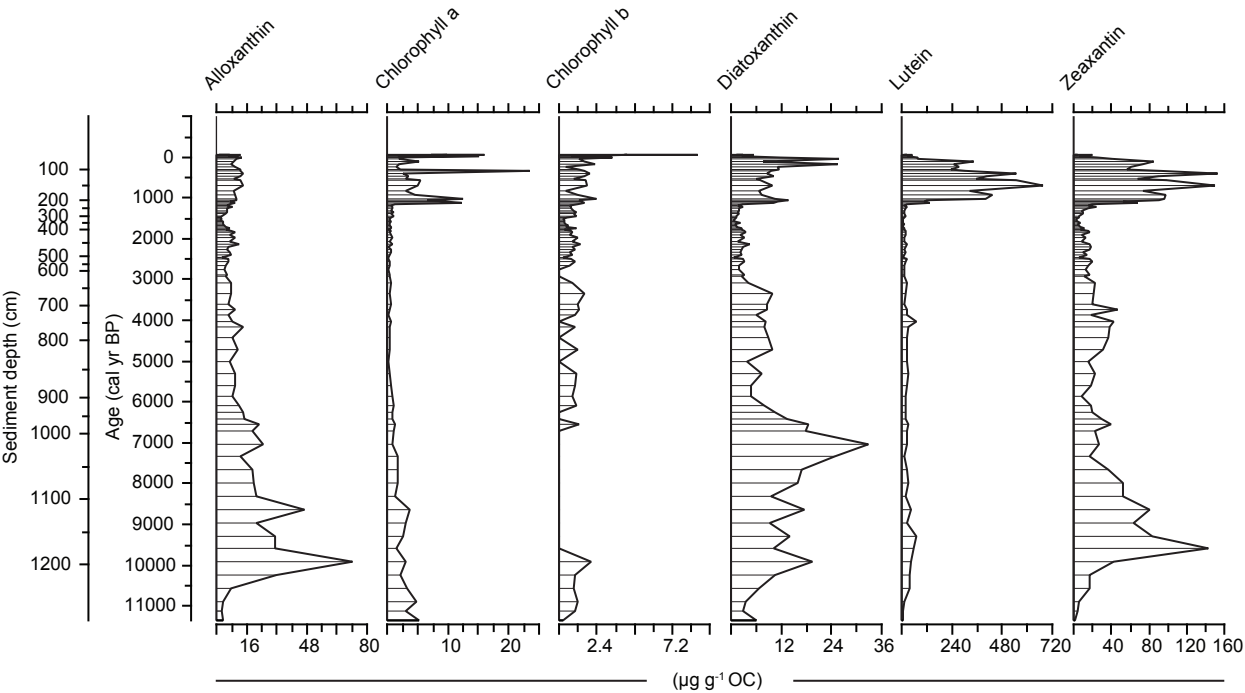 Alloxanthin
Chlorophyll a
Chlorophyll b
Diatoxanthin
Lutein
Zeaxantin
Sediment depth (cm)
100
200
300
400
500
600
700
800
900
1000
1100
1200
Age (cal yr BP)
0
1000
2000
3000
4000
5000
6000
7000
8000
9000
10000
11000
16 48 80
10 20
2.4 7.2
12 24 36
240 480 720
40 80 120 160
(µg g-1 OC)